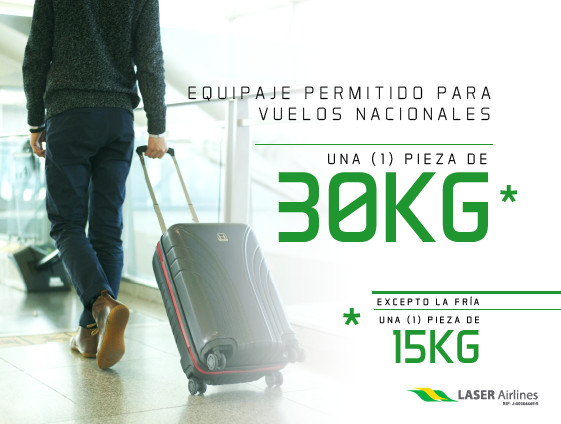 EQUIPAJE PERMITIDO PARA
VUELOS NACIONALES
UNA (1) PIEZA DE
30KG*
EXCEPTO LA FRÍA
* UNA (1) PIEZA DE
15KG
LASER Airlines